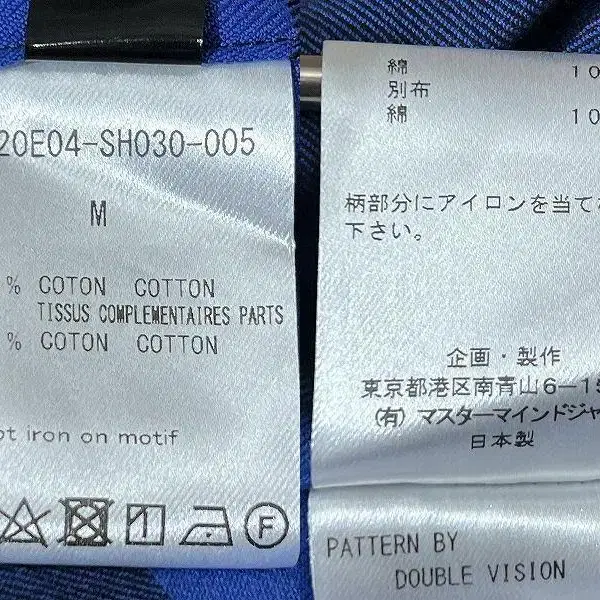 20E04-SH030-005
M
% COTON COTTON
TISSUS COMPLEMENTAIRES PARTS
% COTON COTTON
ot iron on motif
1
F
綿 10
別布
綿 10
柄部分にアイロンを当て
下さい。
企画・製作
東京都港区南青山6-15
(有) マスターマインドジャ
日本製
PATTERN BY
DOUBLE VISION